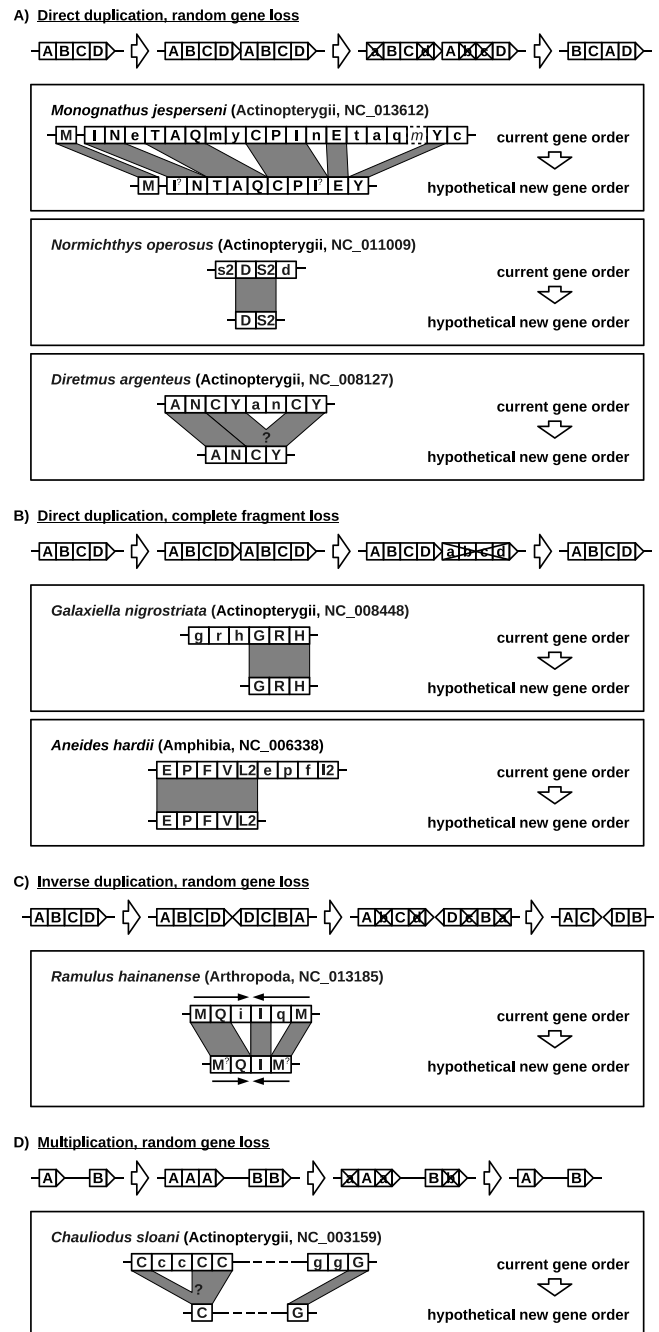 A) Direct duplication, random gene loss
A B C D A B C D A B C D a B C d A b c D B C A D
Monognathus jesperseni (Actinopterygii, NC_013612)
M I N e T A Q m y C P I n E t a q m Y c current gene order
M I? N T A Q C P I? E Y hypothetical new gene order
Normichthys operosus (Actinopterygii, NC_011009)
s2 D S2 d current gene order
D S2 hypothetical new gene order
Diretmus argenteus (Actinopterygii, NC_008127)
A N C Y a n C Y current gene order
?
A N C Y hypothetical new gene order
B) Direct duplication, complete fragment loss
A B C D A B C D A B C D A B C D a b c d A B C D
Galaxiella nigrostriata (Actinopterygii, NC_008448)
g r h G R H current gene order
G R H hypothetical new gene order
Aneides hardii (Amphibia, NC_006338)
E P F V L2 e p f l2 current gene order
E P F V L2 hypothetical new gene order
C) Inverse duplication, random gene loss
A B C D A B C D D C B A A b C d D c B a A C D B
Ramulus hainanense (Arthropoda, NC_013185)
M Q i I q M current gene order
M? Q I M? hypothetical new gene order
D) Multiplication, random gene loss
A B A A A B B a A a B b A B
Chauliodus sloani (Actinopterygii, NC_003159)
C c c C C g g G current gene order
?
C G hypothetical new gene order